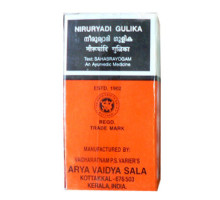 NIRURYADI GULIKA
നീരൂര്യാദി ഗുളിക
Text: SAHASRAYOGAM
An Ayurvedic Medicine
ESTD. 1902
REGD.
TRADE MARK
MANUFACTURED BY:
VAIDYARATNAM P.S. VARIER'S
ARYA VAIDYA SALA
KOTTAKKAL - 676 503
KERALA, INDIA.